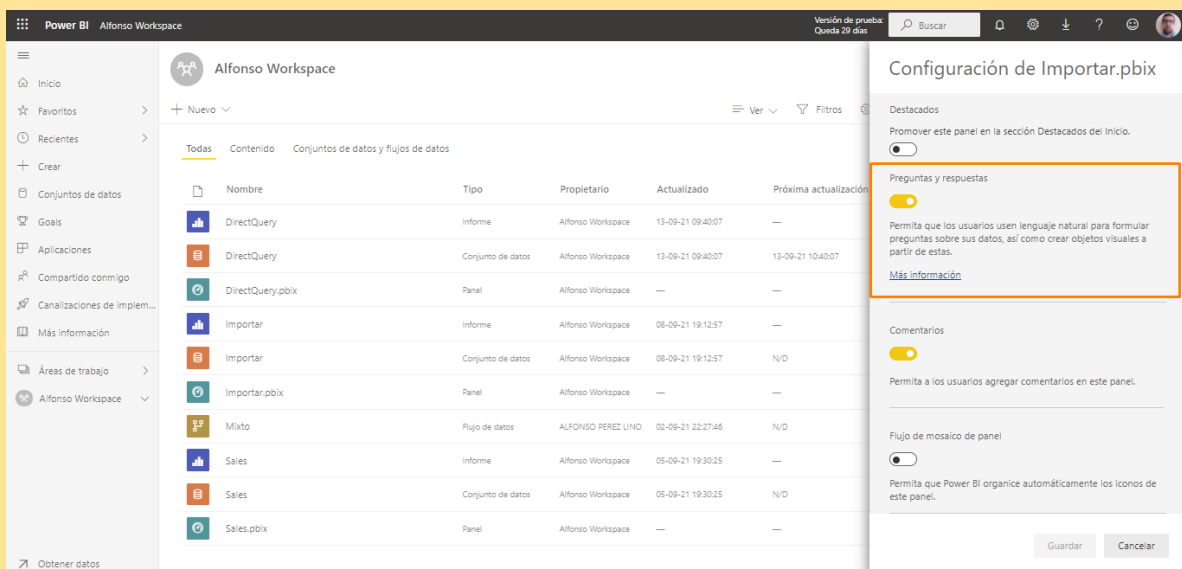 Power BI Alfonso Workspace
Versión de prueba:
Queda 29 días
Buscar
Inicio
Favoritos
Recientes
Crear
Conjuntos de datos
Goals
Aplicaciones
Compartido conmigo
Canalizaciones de implem...
Más información
Áreas de trabajo
Alfonso Workspace
Obtener datos
Alfonso Workspace
Nuevo
Ver
Filtros
Todas Contenido Conjuntos de datos y flujos de datos
Nombre Tipo Propietario Actualizado Próxima actualización
DirectQuery Informe Alfonso Workspace 13-09-21 09:40:07 —
DirectQuery Conjunto de datos Alfonso Workspace 13-09-21 09:40:07 13-09-21 10:40:07
DirectQuery.pbix Panel Alfonso Workspace — —
Importar Informe Alfonso Workspace 08-09-21 19:12:57 —
Importar Conjunto de datos Alfonso Workspace 08-09-21 19:12:57 N/D
Importar.pbix Panel Alfonso Workspace — —
Mixto Flujo de datos ALFONSO PEREZ LINO 02-09-21 22:27:46 N/D
Sales Informe Alfonso Workspace 05-09-21 19:30:25 —
Sales Conjunto de datos Alfonso Workspace 05-09-21 19:30:25 N/D
Sales.pbix Panel Alfonso Workspace — —
Configuración de Importar.pbix
Destacados
Promover este panel en la sección Destacados del Inicio.
Preguntas y respuestas
Permita que los usuarios usen lenguaje natural para formular
preguntas sobre sus datos, así como crear objetos visuales a
partir de estas.
Más información
Comentarios
Permita a los usuarios agregar comentarios en este panel.
Flujo de mosaico de panel
Permita que Power BI organice automáticamente los iconos de
este panel.
Guardar
Cancelar